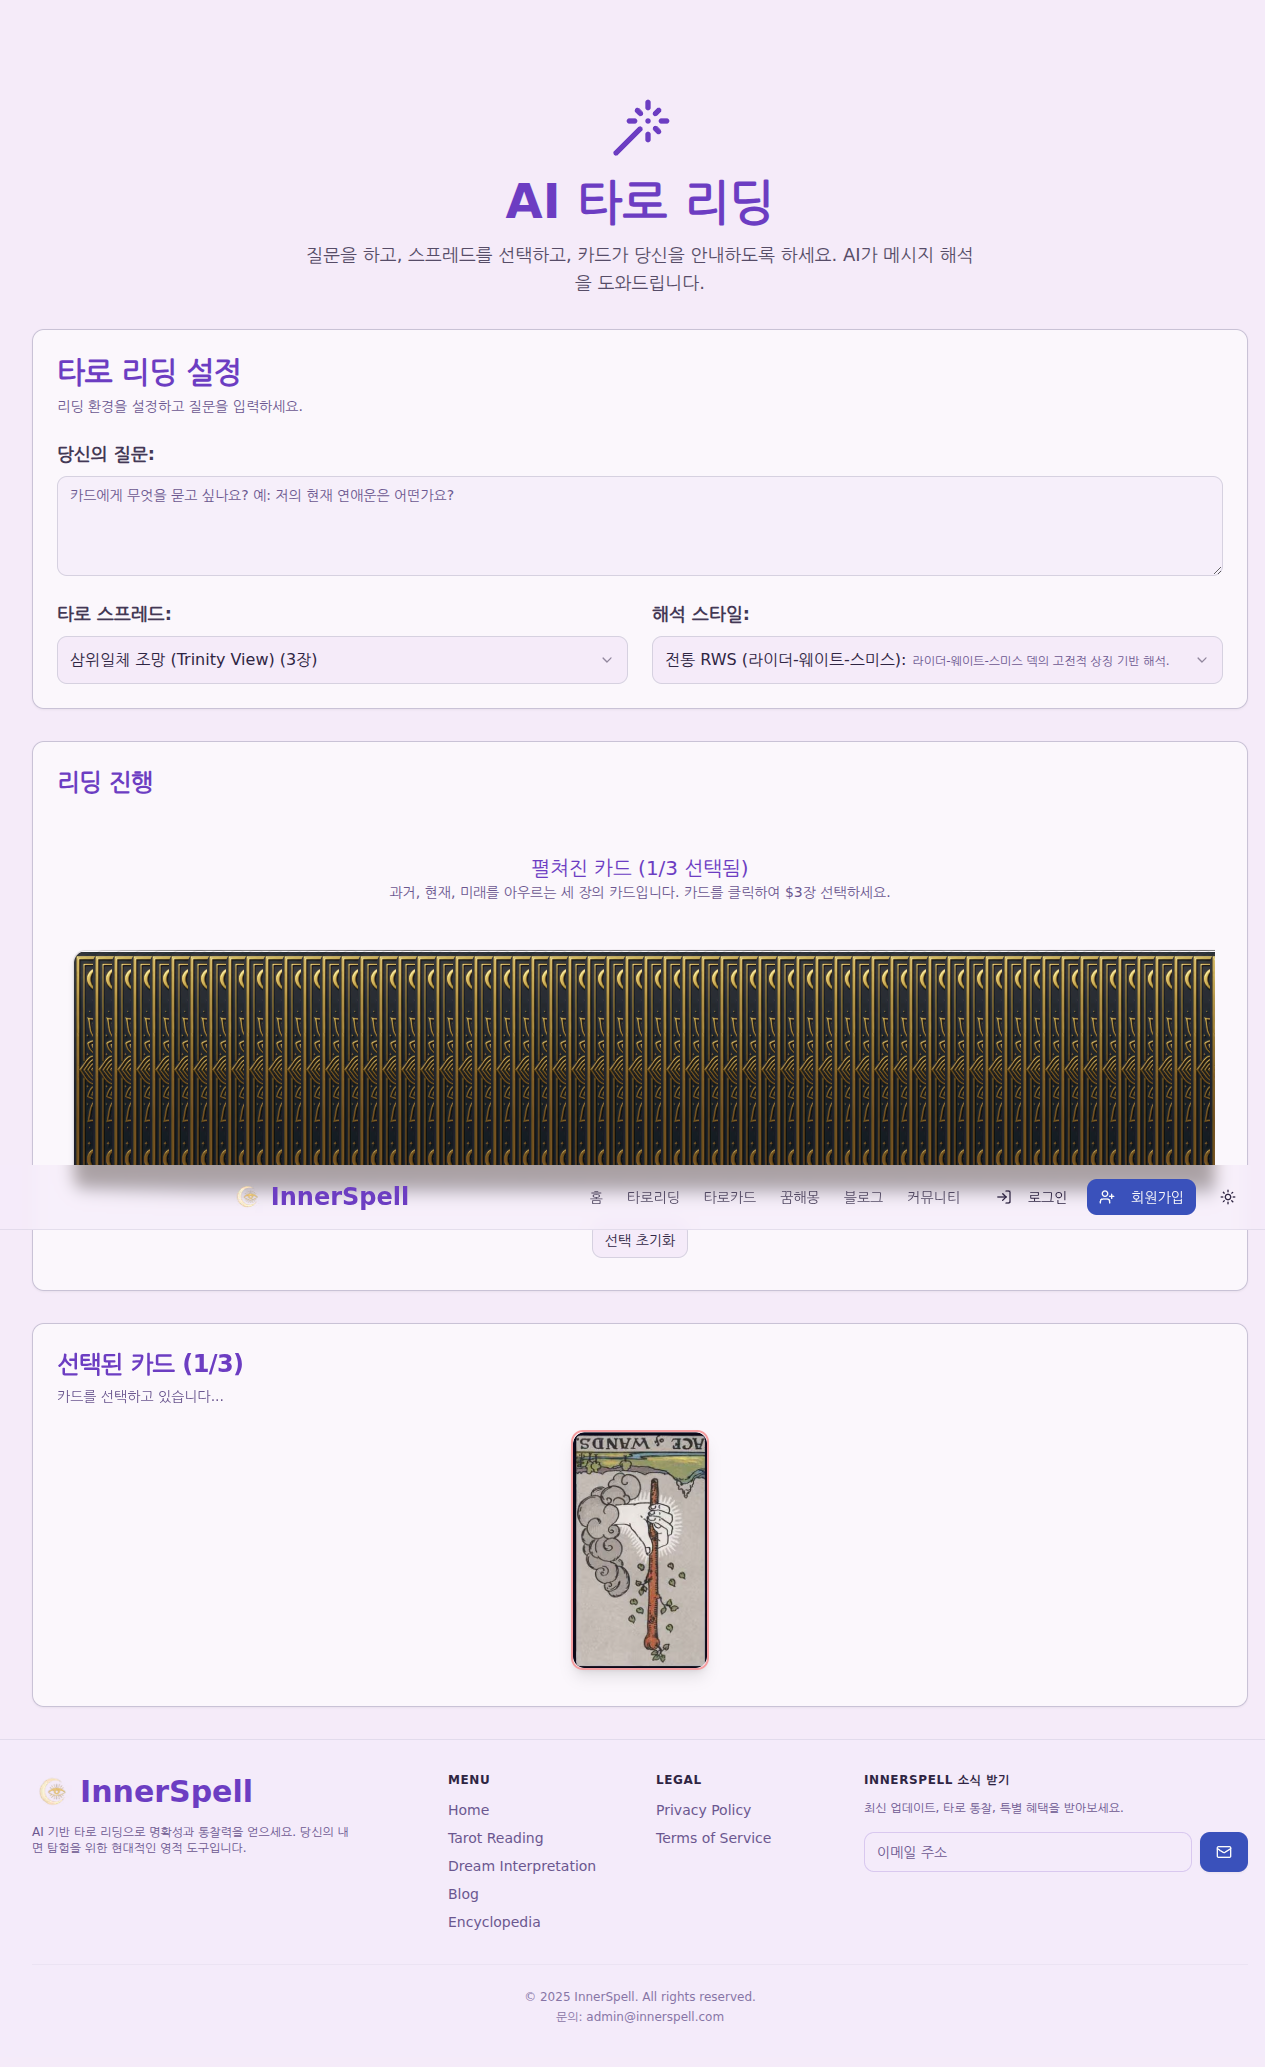 AI 타로 리딩
질문을 하고, 스프레드를 선택하고, 카드가 당신을 안내하도록 하세요. AI가 메시지 해석
을 도와드립니다.
타로 리딩 설정
리딩 환경을 설정하고 질문을 입력하세요.
당신의 질문:
카드에게 무엇을 묻고 싶나요? 예: 저의 현재 연애운은 어떤가요?
타로 스프레드:
해석 스타일:
삼위일체 조망 (Trinity View) (3장)
전통 RWS (라이더-웨이트-스미스): 라이더-웨이트-스미스 덱의 고전적 상징 기반 해석.
리딩 진행
펼쳐진 카드 (1/3 선택됨)
과거, 현재, 미래를 아우르는 세 장의 카드입니다. 카드를 클릭하여 $3장 선택하세요.
InnerSpell 홈 타로리딩 타로카드 꿈해몽 블로그 커뮤니티 로그인 회원가입
선택 초기화
선택된 카드 (1/3)
카드를 선택하고 있습니다...
ACE of WANDS.
InnerSpell
AI 기반 타로 리딩으로 명확성과 통찰력을 얻으세요. 당신의 내
면 탐험을 위한 현대적인 영적 도구입니다.
MENU
Home
Tarot Reading
Dream Interpretation
Blog
Encyclopedia
LEGAL
Privacy Policy
Terms of Service
INNERSPELL 소식 받기
최신 업데이트, 타로 통찰, 특별 혜택을 받아보세요.
이메일 주소
© 2025 InnerSpell. All rights reserved.
문의: admin@innerspell.com